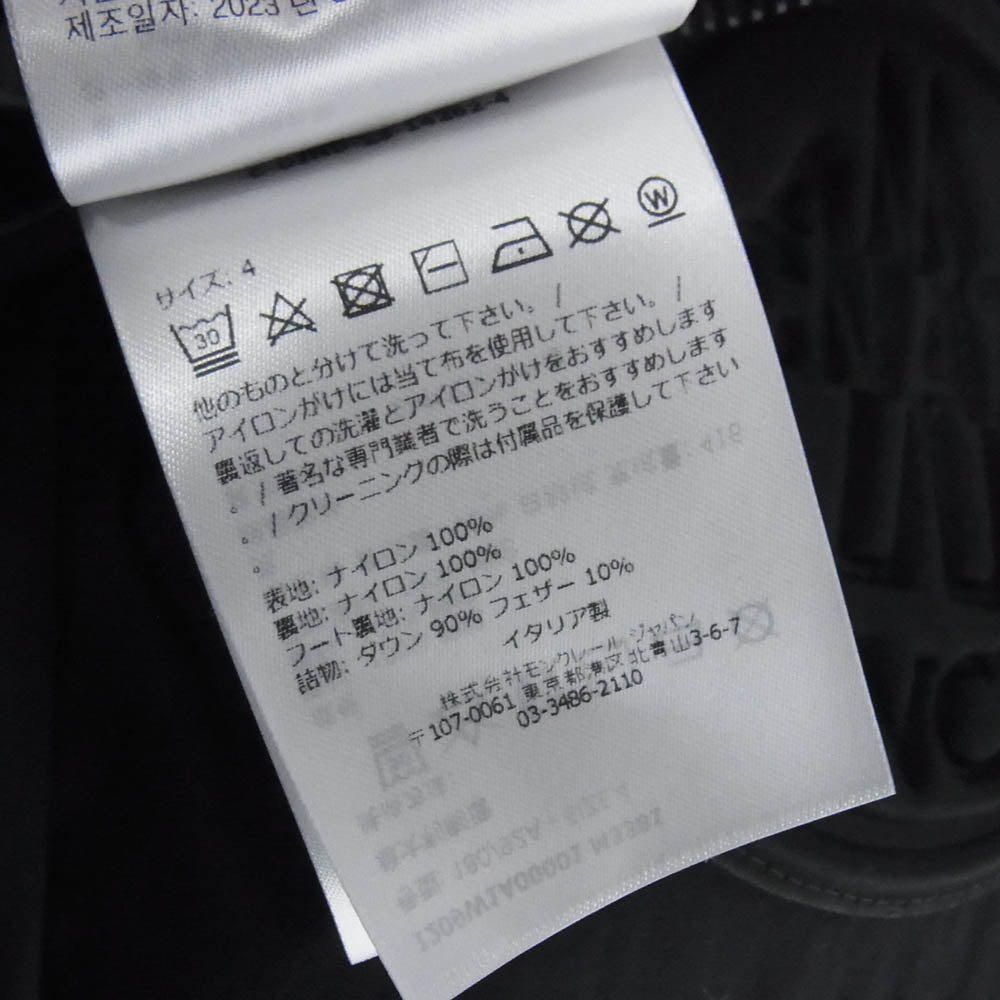 제조일자: 2023 년
サイズ: 4
30
W
他のものと分けて洗って下さい。/
アイロンがけには当て布を使用して下さい。/
裏返しての洗濯とアイロンがけをおすすめします
。/ 著名な専門業者で洗うことをおすすめします
。/クリーニングの際は付属品を保護して下さい
。
表地: ナイロン 100%
裏地: ナイロン 100%
フード裏地: ナイロン 100%
詰物: ダウン 90% フェザー 10%
イタリア製
株式会社モンクレール ジャパン
〒107-0061 東京都港区北青山3-6-7
03-3486-2110